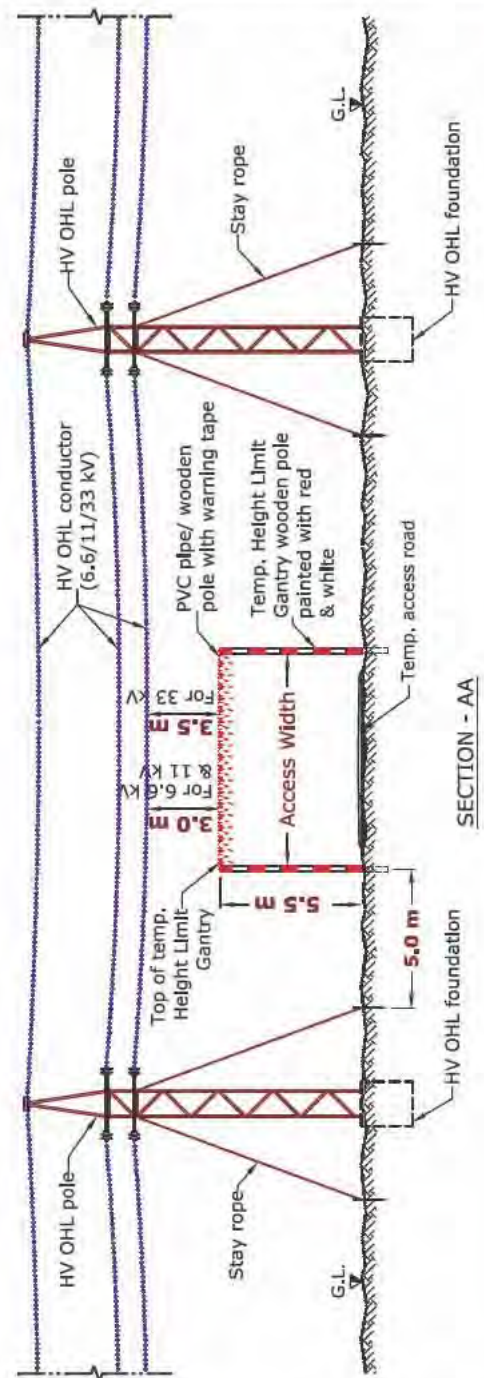 HV OHL pole
HV OHL conductor
(6.6/11/33 kV)
HV OHL pole
Top of temp.
Height Limit
Gantry
3.0 m
For 6.6 kV
& 11 kV
3.5 m
For 33 kV
PVC pipe/ wooden
pole with warning tape
Stay rope
Stay rope
5.5 m
Access Width
Temp. Height Limit
Gantry wooden pole
painted with red
& white
G.L.
G.L.
5.0 m
HV OHL foundation
Temp. access road
HV OHL foundation
SECTION - AA